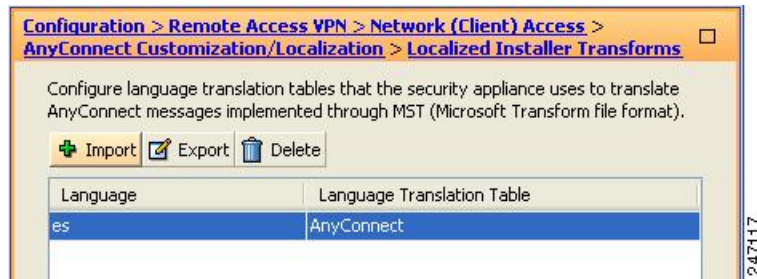 Configuration > Remote Access VPN > Network (Client) Access >
AnyConnect Customization/Localization > Localized Installer Transforms
Configure language translation tables that the security appliance uses to translate
AnyConnect messages implemented through MST (Microsoft Transform file format).
Import Export Delete
Language Language Translation Table
es AnyConnect
247117